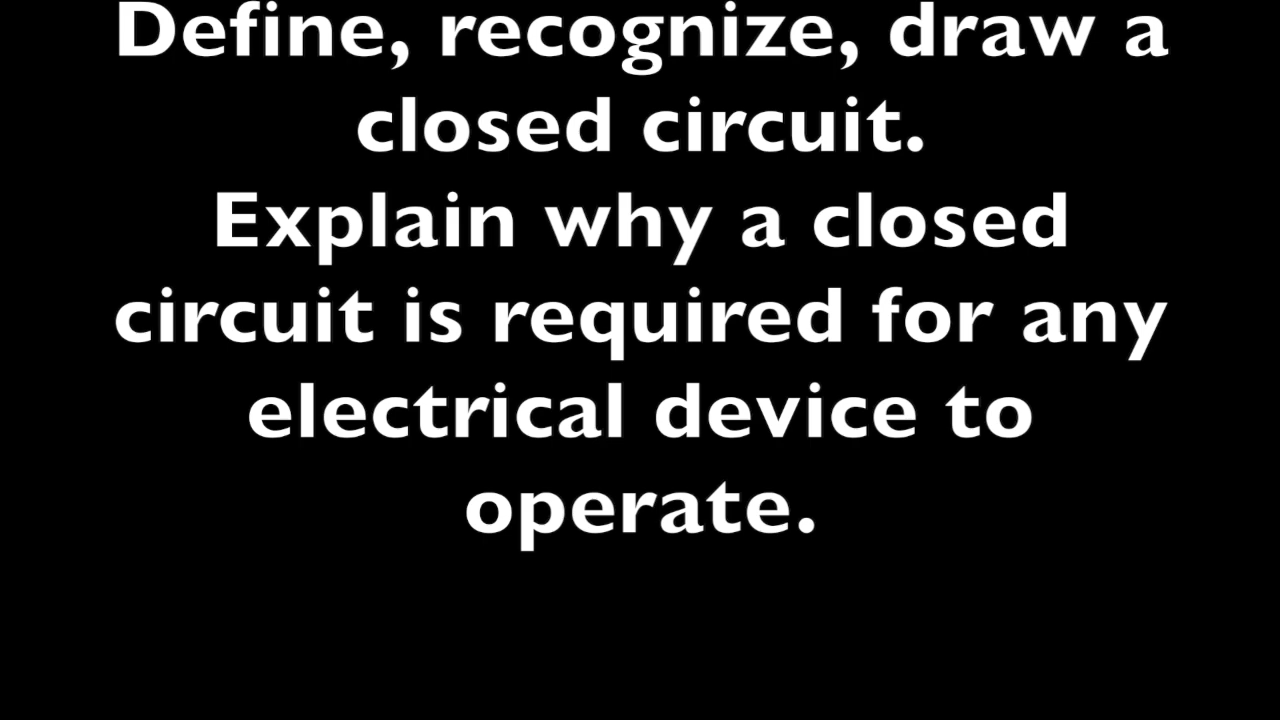 Define, recognize, draw a
closed circuit.
Explain why a closed
circuit is required for any
electrical device to
operate.